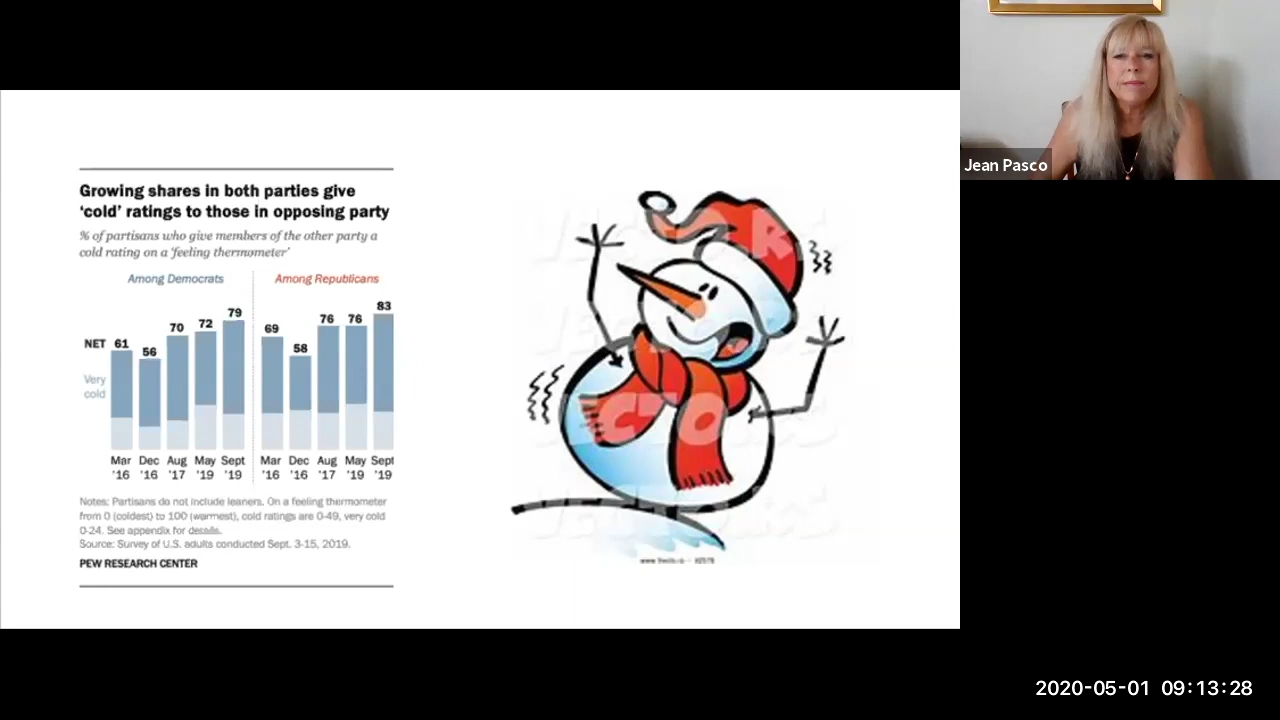 Growing shares in both parties give
‘cold’ ratings to those in opposing party
% of partisans who give members of the other party a
cold rating on a ‘feeling thermometer’
Among Democrats Among Republicans
NET 61 56 70 72 79 69 58 76 76 83
Very
cold
Mar Dec Aug May Sept Mar Dec Aug May Sept
’16 ’16 ’17 ’19 ’19 ’16 ’16 ’17 ’19 ’19
Notes: Partisans do not include leaners. On a feeling thermometer
from 0 (coldest) to 100 (warmest), cold ratings are 0-49, very cold
0-24. See appendix for details.
Source: Survey of U.S. adults conducted Sept. 3-15, 2019.
PEW RESEARCH CENTER
Jean Pasco
2020-05-01 09:13:28